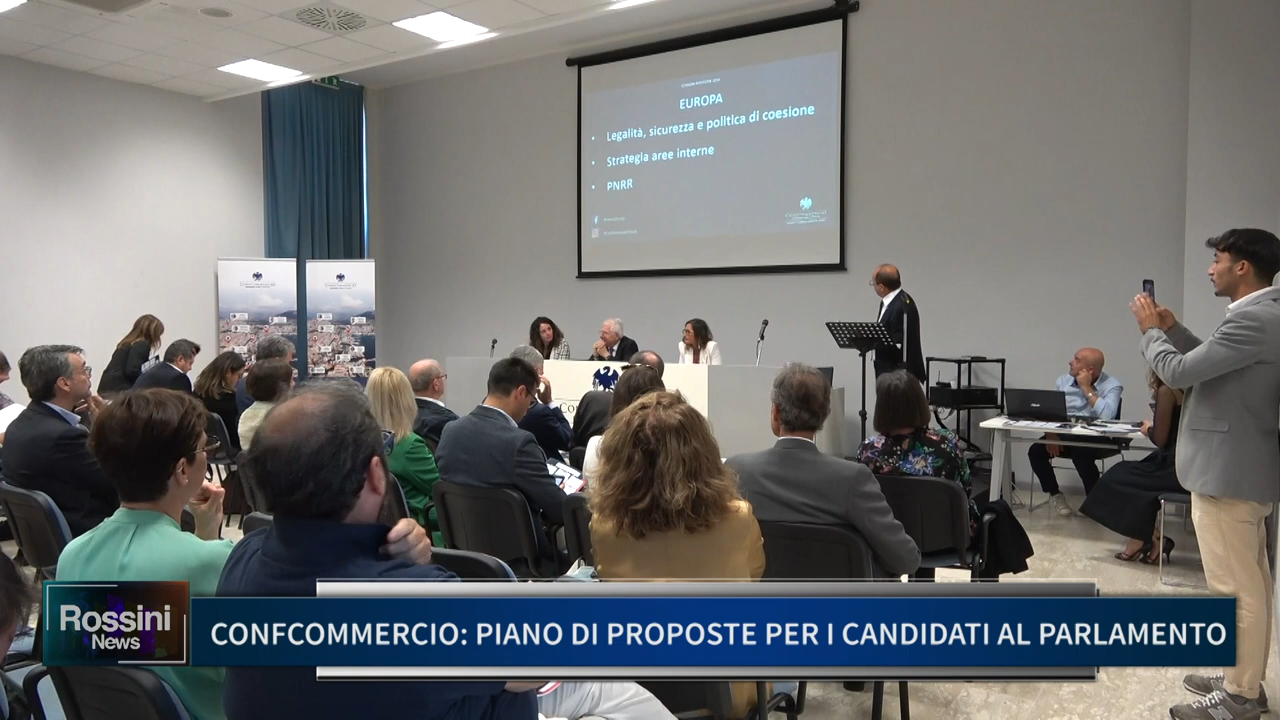 EUROPA
• Legalità, sicurezza e politica di coesione
• Strategia aree interne
• PNRR
Rossini
News
CONFCOMMERCIO: PIANO DI PROPOSTE PER I CANDIDATI AL PARLAMENTO